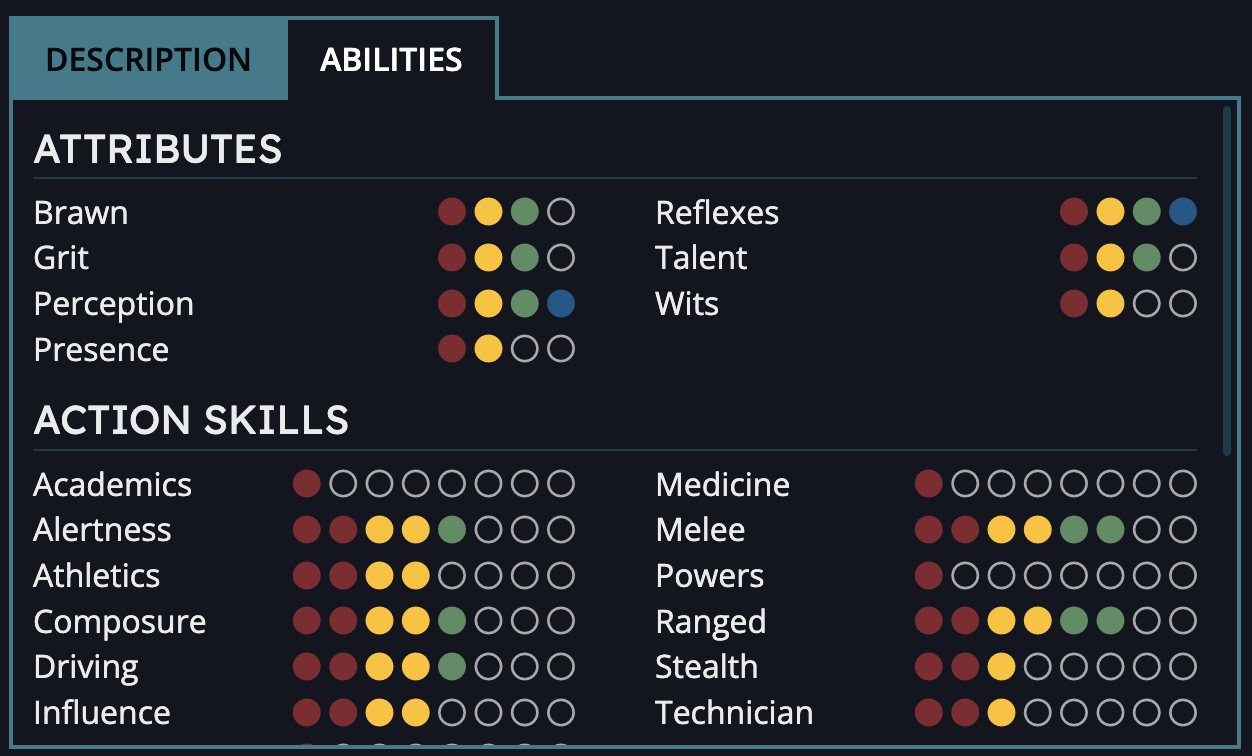 DESCRIPTION
ABILITIES
ATTRIBUTES
Brawn
Grit
Perception
Presence
Reflexes
Talent
Wits
ACTION SKILLS
Academics
Alertness
Athletics
Composure
Driving
Influence
Medicine
Melee
Powers
Ranged
Stealth
Technician